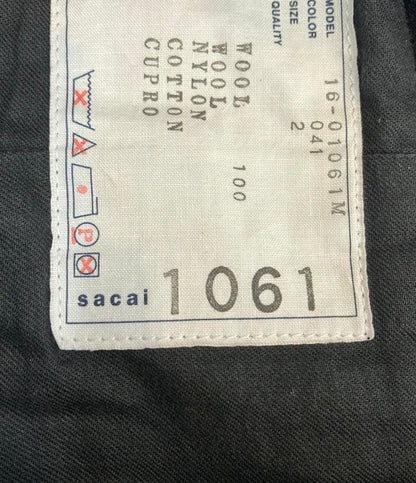 MODEL 16-01061M
COLOR 041
SIZE 2
QUALITY
WOOL 100
WOOL
NYLON
COTTON
CUPRO
P
sacai 1061